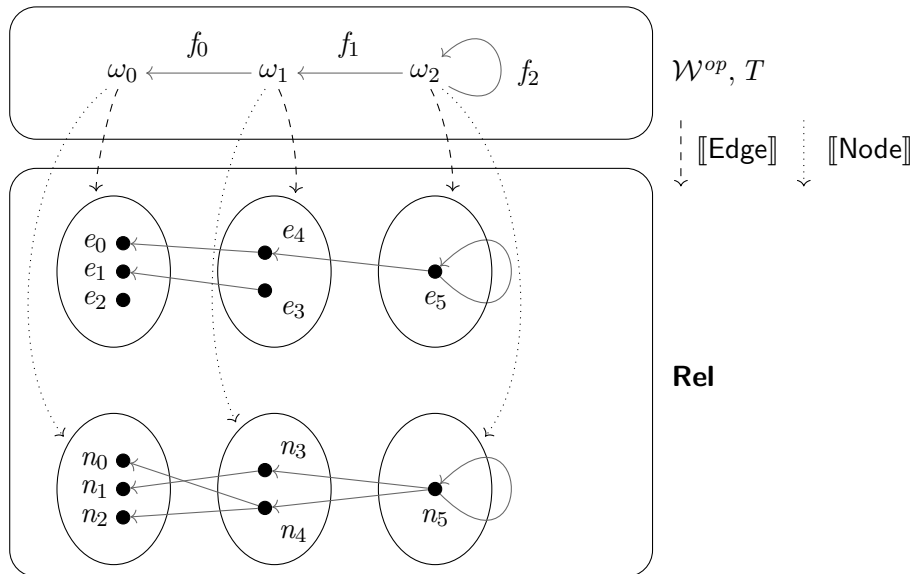 f₀ f₁
ω₀ ω₁ ω₂ f₂ 𝒲ᵒᵖ, T
⟦Edge⟧ ⟦Node⟧
e₀ e₄
e₁
e₂ e₃ e₅
Rel
n₀ n₃
n₁
n₂ n₄ n₅